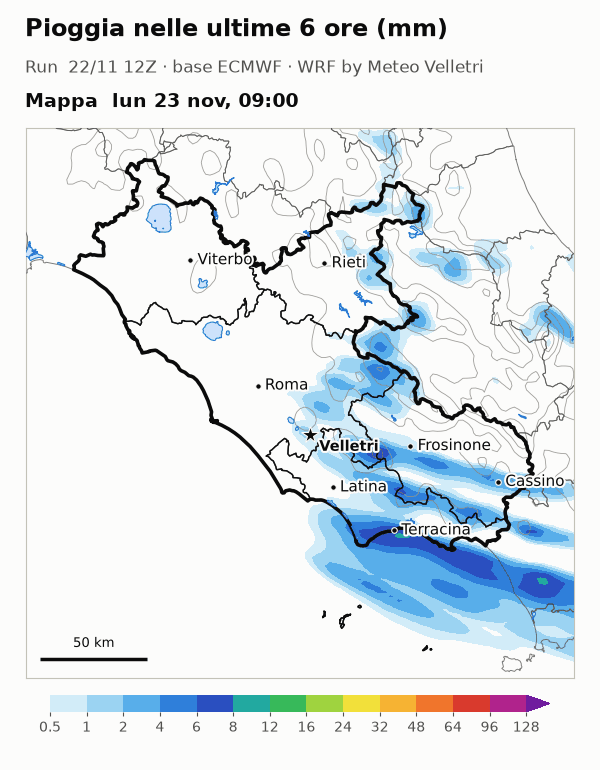 Pioggia nelle ultime 6 ore (mm)
Run 22/11 12Z · base ECMWF · WRF by Meteo Velletri
Mappa lun 23 nov, 09:00
Viterbo
Rieti
Roma
Velletri
Frosinone
Cassino
Latina
Terracina
50 km
0.5 1 2 4 6 8 12 16 24 32 48 64 96 128